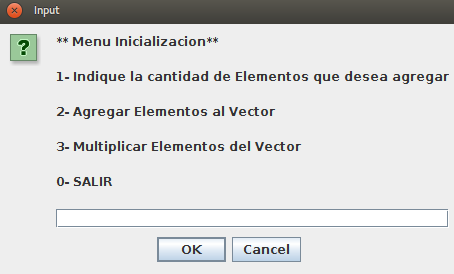 Input
** Menu Inicializacion**
1- Indique la cantidad de Elementos que desea agregar
2- Agregar Elementos al Vector
3- Multiplicar Elementos del Vector
0- SALIR
OK Cancel